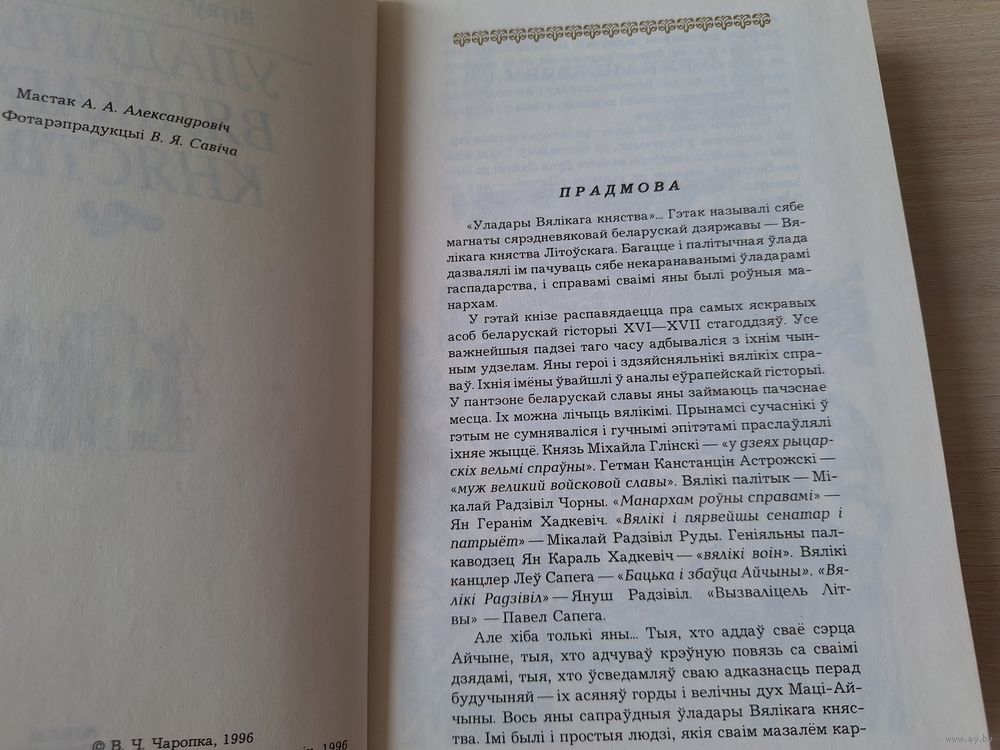 Мастак А. А. Александровіч
Фотарэпрадукцыі В. Я. Савіча
© В. Ч. Чаропка, 1996
1996
ПРАДМОВА
«Уладары Вялікага княства»... Гэтак называлі сябе
магнаты сярэдневяковай беларускай дзяржавы — Вя-
лікага княства Літоўскага. Багацце і палітычная ўлада
дазвалялі ім пачуваць сябе некаранаванымі ўладарамі
гаспадарства, і справамі сваімі яны былі роўныя ма-
нархам.
У гэтай кнізе распавядаецца пра самых яскравых
асоб беларускай гісторыі XVI—XVII стагоддзяў. Усе
важнейшыя падзеі таго часу адбываліся з іхнім чын-
ным удзелам. Яны героі і здзяйсняльнікі вялікіх спра-
ваў. Іхнія імёны ўвайшлі ў аналы еўрапейскай гісторыі.
У пантэоне беларускай славы яны займаюць пачэснае
месца. Іх можна лічыць вялікімі. Прынамсі сучаснікі ў
гэтым не сумняваліся і гучнымі эпітэтамі праслаўлялі
іхняе жыццё. Князь Міхайла Глінскі — «у дзеях рыцар-
скіх вельмі спраўны». Гетман Канстанцін Астрожскі —
«муж великий войсковой славы». Вялікі палітык — Мі-
калай Радзівіл Чорны. «Манархам роўны справамі» —
Ян Геранім Хадкевіч. «Вялікі і пярвейшы сенатар і
патрыёт» — Мікалай Радзівіл Руды. Геніяльны пал-
каводзец Ян Караль Хадкевіч — «вялікі воін». Вялікі
канцлер Леў Сапега — «Бацька і збаўца Айчыны». «Вя-
лікі Радзівіл» — Януш Радзівіл. «Вызваліцель Літ-
вы» — Павел Сапега.
Але хіба толькі яны... Тыя, хто аддаў сваё сэрца
Айчыне, тыя, хто адчуваў крэўную повязь са сваімі
дзядамі, тыя, хто ўсведамляў сваю адказнасць перад
будучыняй — іх асяняў горды і велічны дух Маці-Ай-
чыны. Вось яны сапраўдныя ўладары Вялікага княс-
тва. Імі былі і простыя людзі, якія сваім мазалём кар-
www.ay.by